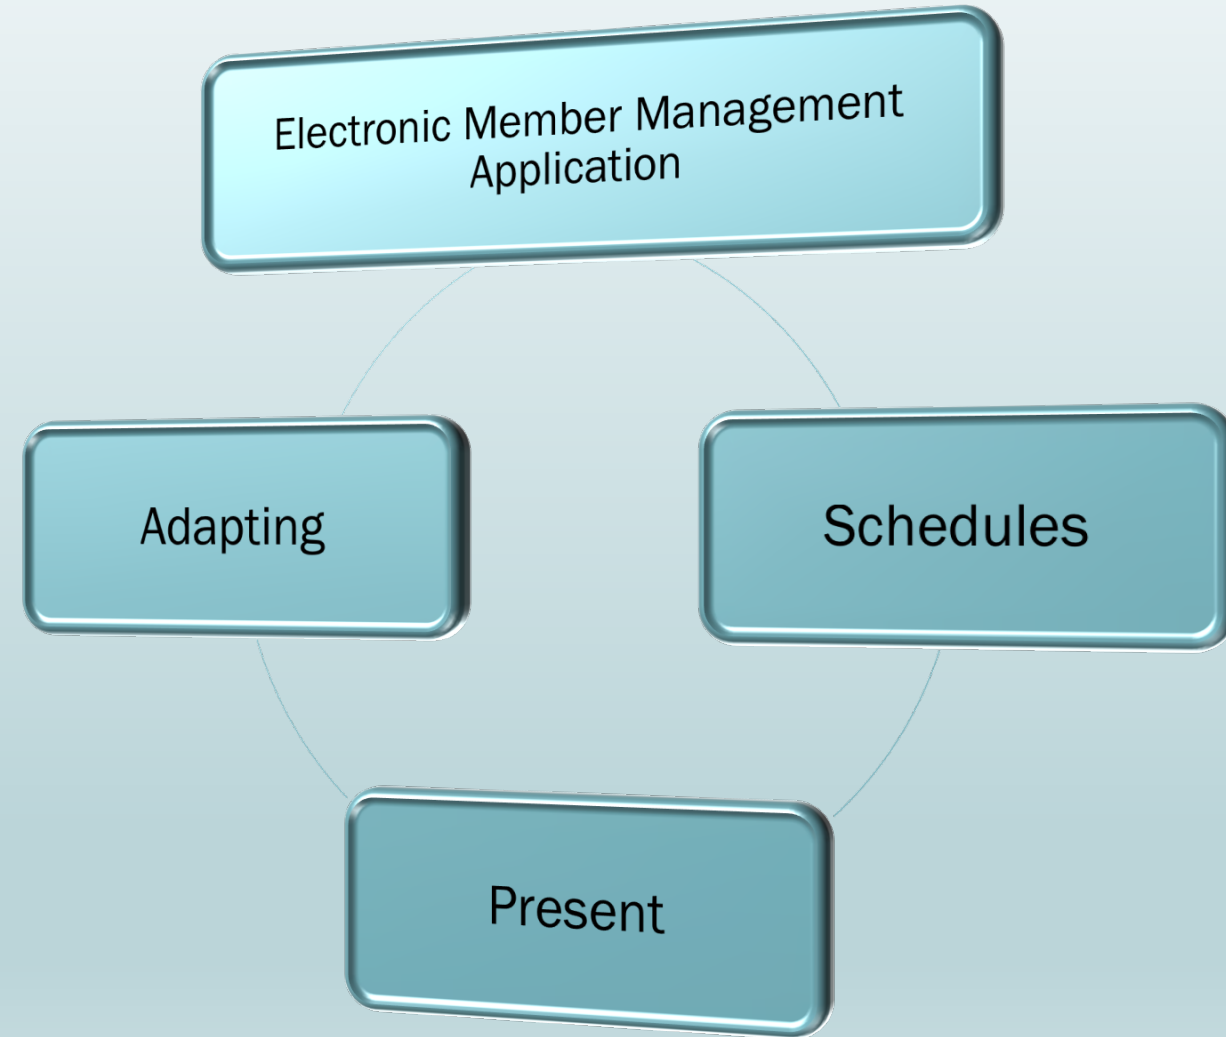 Electronic Member Management
Application
Adapting
Schedules
Present